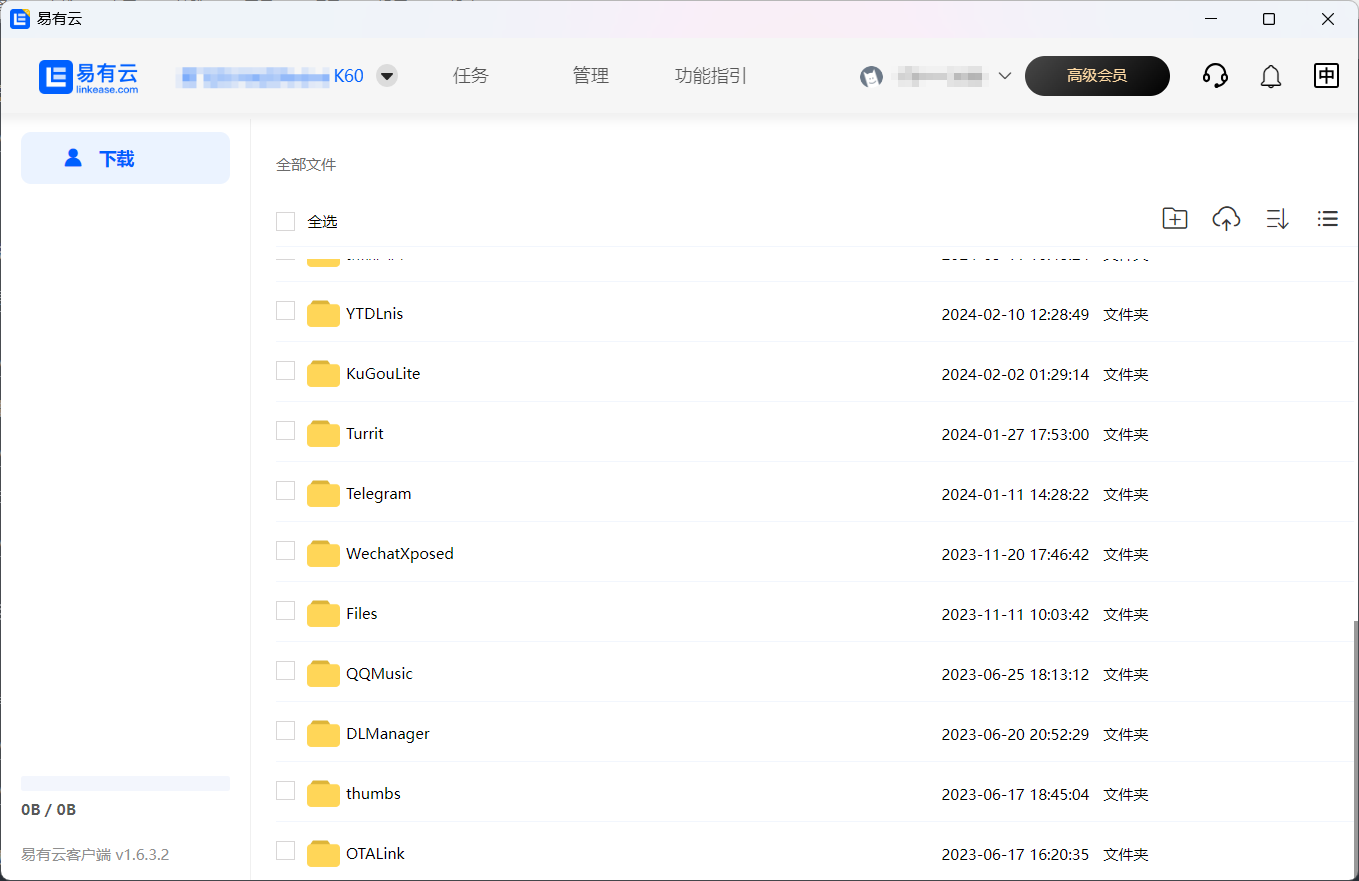 易有云
易有云
linkease.com
K60
任务
管理
功能指引
高级会员
中
下载
全部文件
全选
YTDLnis 2024-02-10 12:28:49 文件夹
KuGouLite 2024-02-02 01:29:14 文件夹
Turrit 2024-01-27 17:53:00 文件夹
Telegram 2024-01-11 14:28:22 文件夹
WechatXposed 2023-11-20 17:46:42 文件夹
Files 2023-11-11 10:03:42 文件夹
QQMusic 2023-06-25 18:13:12 文件夹
DLManager 2023-06-20 20:52:29 文件夹
thumbs 2023-06-17 18:45:04 文件夹
OTALink 2023-06-17 16:20:35 文件夹
0B / 0B
易有云客户端 v1.6.3.2